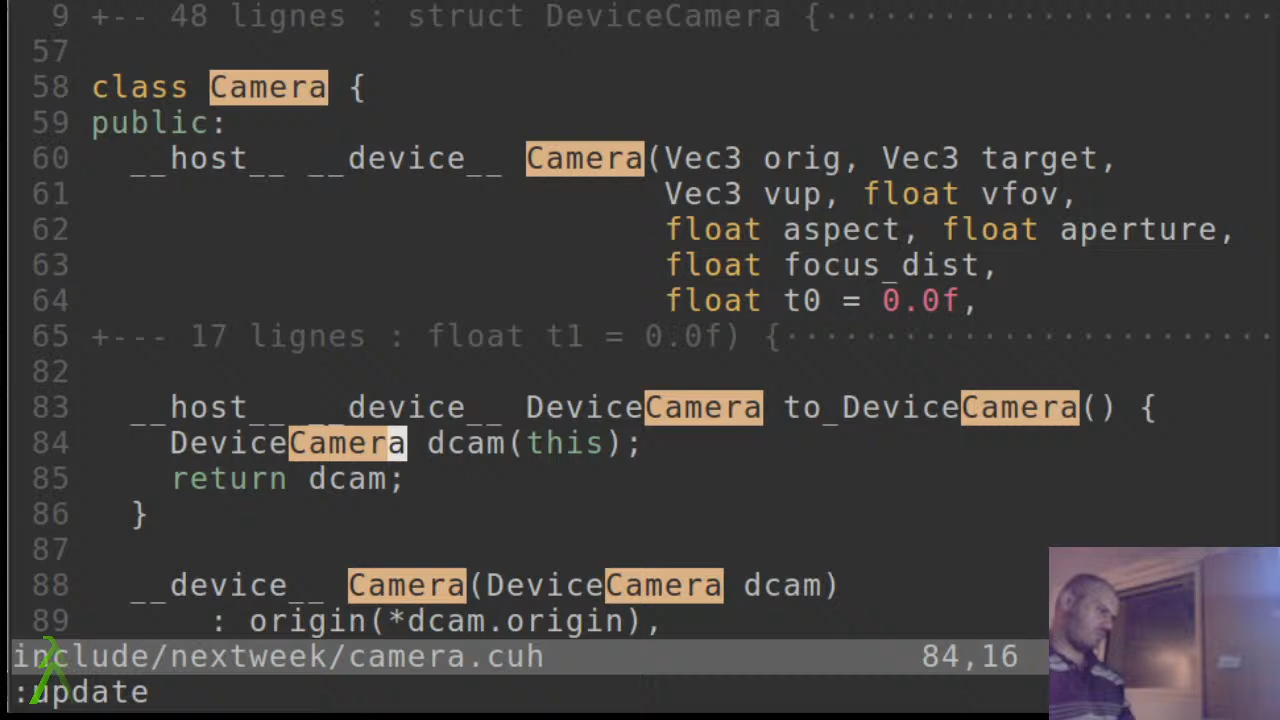 9 +-- 48 lignes : struct DeviceCamera {························
57
58 class Camera {
59 public:
60   __host__ __device__ Camera(Vec3 orig, Vec3 target,
61                              Vec3 vup, float vfov,
62                              float aspect, float aperture,
63                              float focus_dist,
64                              float t0 = 0.0f,
65 +--- 17 lignes : float t1 = 0.0f) {·························
82
83   __host__ __device__ DeviceCamera to_DeviceCamera() {
84     DeviceCamera dcam(this);
85     return dcam;
86   }
87
88   __device__ Camera(DeviceCamera dcam)
89       : origin(*dcam.origin),
include/nextweek/camera.cuh 84,16
:update
λ